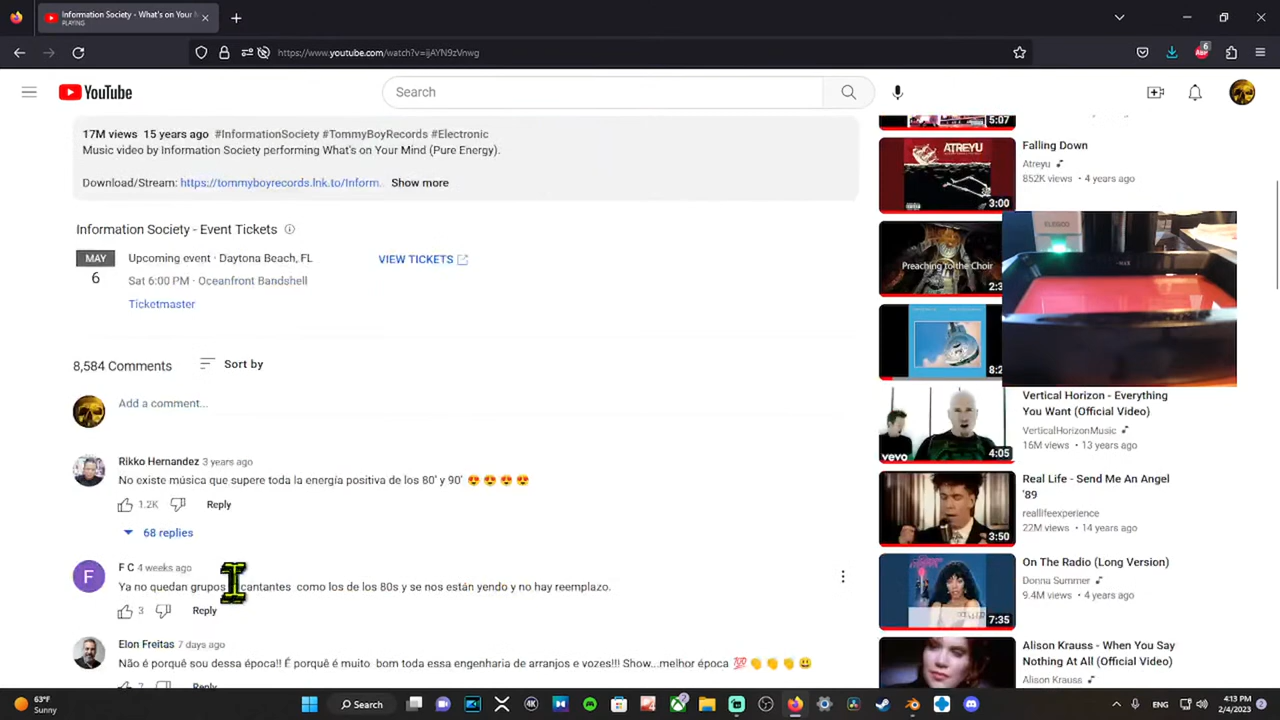 Information Society - What's on Your M
PLAYING
https://www.youtube.com/watch?v=ijAYN9zVnwg
6
YouTube
Search
17M views 15 years ago #InformationSociety #TommyBoyRecords #Electronic
Music video by Information Society performing What's on Your Mind (Pure Energy).
Download/Stream: https://tommyboyrecords.lnk.to/Inform... Show more
Information Society - Event Tickets
MAY
6
Upcoming event · Daytona Beach, FL
Sat 6:00 PM · Oceanfront Bandshell
Ticketmaster
VIEW TICKETS
8,584 Comments
Sort by
Add a comment...
Rikko Hernandez 3 years ago
No existe música que supere toda la energía positiva de los 80' y 90' 😍 😍 😍 😍
1.2K
Reply
68 replies
F
F C 4 weeks ago
Ya no quedan grupos cantantes como los de los 80s y se nos están yendo y no hay reemplazo.
3
Reply
Elon Freitas 7 days ago
Não é porquê sou dessa época!! É porquê é muito bom toda essa engenharia de arranjos e vozes!!! Show...melhor época 💯👏👏👏😃
7
Reply
5:07
ATREYU
3:00
Falling Down
Atreyu
852K views • 4 years ago
Preaching to the Choir
2:3
8:2
ELEGOO
MAX
vevo
4:05
Vertical Horizon - Everything
You Want (Official Video)
VerticalHorizonMusic
16M views • 13 years ago
3:50
Real Life - Send Me An Angel
'89
reallifeexperience
22M views • 14 years ago
7:35
On The Radio (Long Version)
Donna Summer
9.4M views • 4 years ago
Alison Krauss - When You Say
Nothing At All (Official Video)
Alison Krauss
63°F
Sunny
Search
2
4:13 PM
2/4/2023